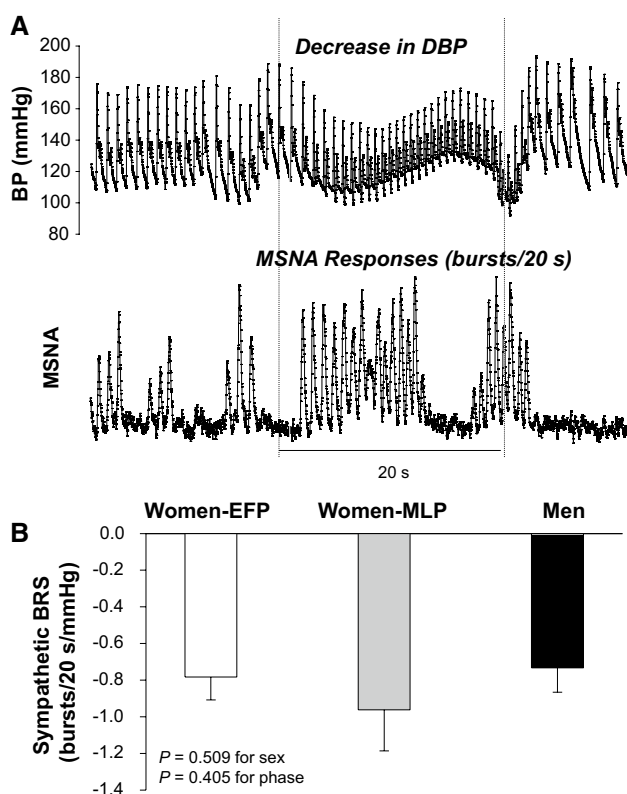 A
Decrease in DBP
200
180
160
140
120
100
80
BP (mmHg)
MSNA Responses (bursts/20 s)
MSNA
20 s
B
Women-EFP Women-MLP Men
0.0
-0.2
-0.4
-0.6
-0.8
-1.0
-1.2
-1.4
Sympathetic BRS
(bursts/20 s/mmHg)
P = 0.509 for sex
P = 0.405 for phase